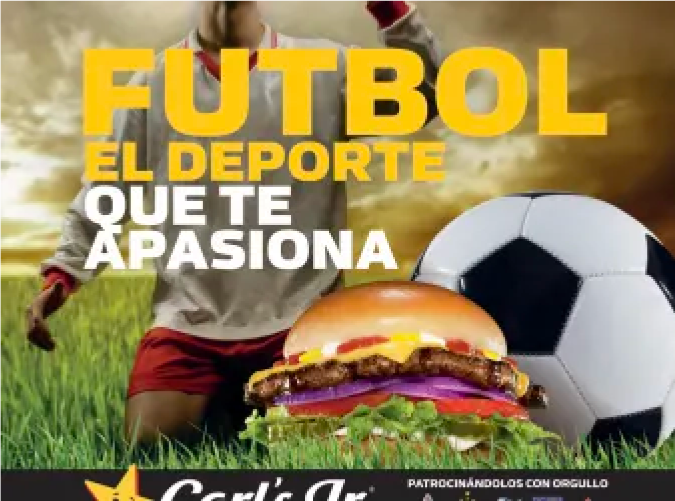 FUTBOL
EL DEPORTE
QUE TE
APASIONA
Carl's Jr.
PATROCINÁNDOLOS CON ORGULLO